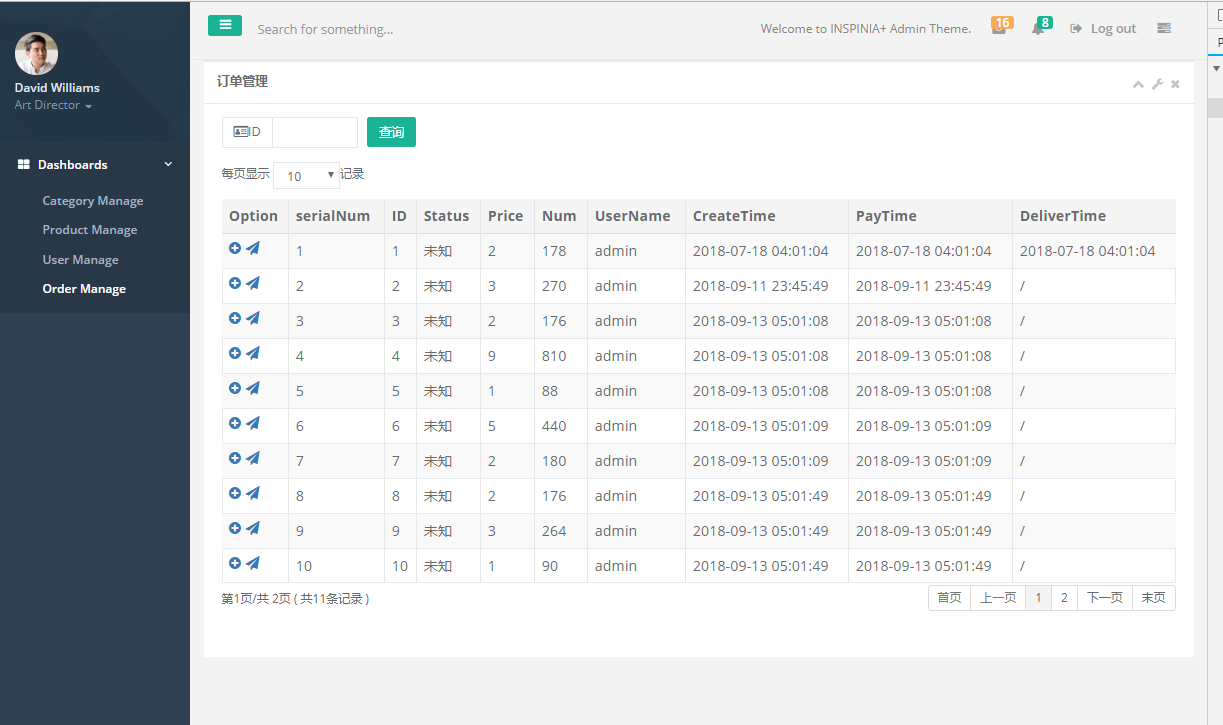 Search for something...
Welcome to INSPINIA+ Admin Theme.
16
8
Log out
David Williams
Art Director
Dashboards
Category Manage
Product Manage
User Manage
Order Manage
订单管理
ID
查询
每页显示 10 记录
Option serialNum ID Status Price Num UserName CreateTime PayTime DeliverTime
1 1 未知 2 178 admin 2018-07-18 04:01:04 2018-07-18 04:01:04 2018-07-18 04:01:04
2 2 未知 3 270 admin 2018-09-11 23:45:49 2018-09-11 23:45:49 /
3 3 未知 2 176 admin 2018-09-13 05:01:08 2018-09-13 05:01:08 /
4 4 未知 9 810 admin 2018-09-13 05:01:08 2018-09-13 05:01:08 /
5 5 未知 1 88 admin 2018-09-13 05:01:08 2018-09-13 05:01:08 /
6 6 未知 5 440 admin 2018-09-13 05:01:09 2018-09-13 05:01:09 /
7 7 未知 2 180 admin 2018-09-13 05:01:09 2018-09-13 05:01:09 /
8 8 未知 2 176 admin 2018-09-13 05:01:49 2018-09-13 05:01:49 /
9 9 未知 3 264 admin 2018-09-13 05:01:49 2018-09-13 05:01:49 /
10 10 未知 1 90 admin 2018-09-13 05:01:49 2018-09-13 05:01:49 /
第1页/共 2页 ( 共11条记录 )
首页 上一页 1 2 下一页 末页